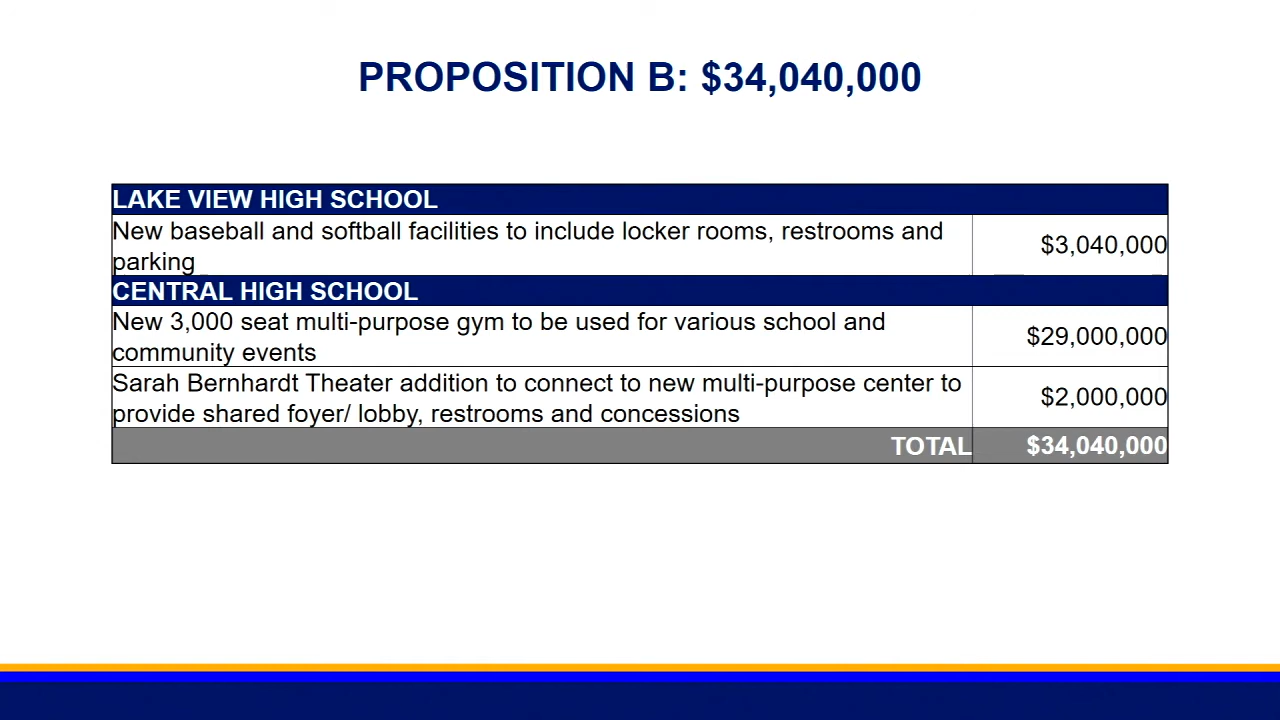 PROPOSITION B: $34,040,000
LAKE VIEW HIGH SCHOOL
New baseball and softball facilities to include locker rooms, restrooms and
parking
$3,040,000
CENTRAL HIGH SCHOOL
New 3,000 seat multi-purpose gym to be used for various school and
community events
$29,000,000
Sarah Bernhardt Theater addition to connect to new multi-purpose center to
provide shared foyer/ lobby, restrooms and concessions
$2,000,000
TOTAL $34,040,000